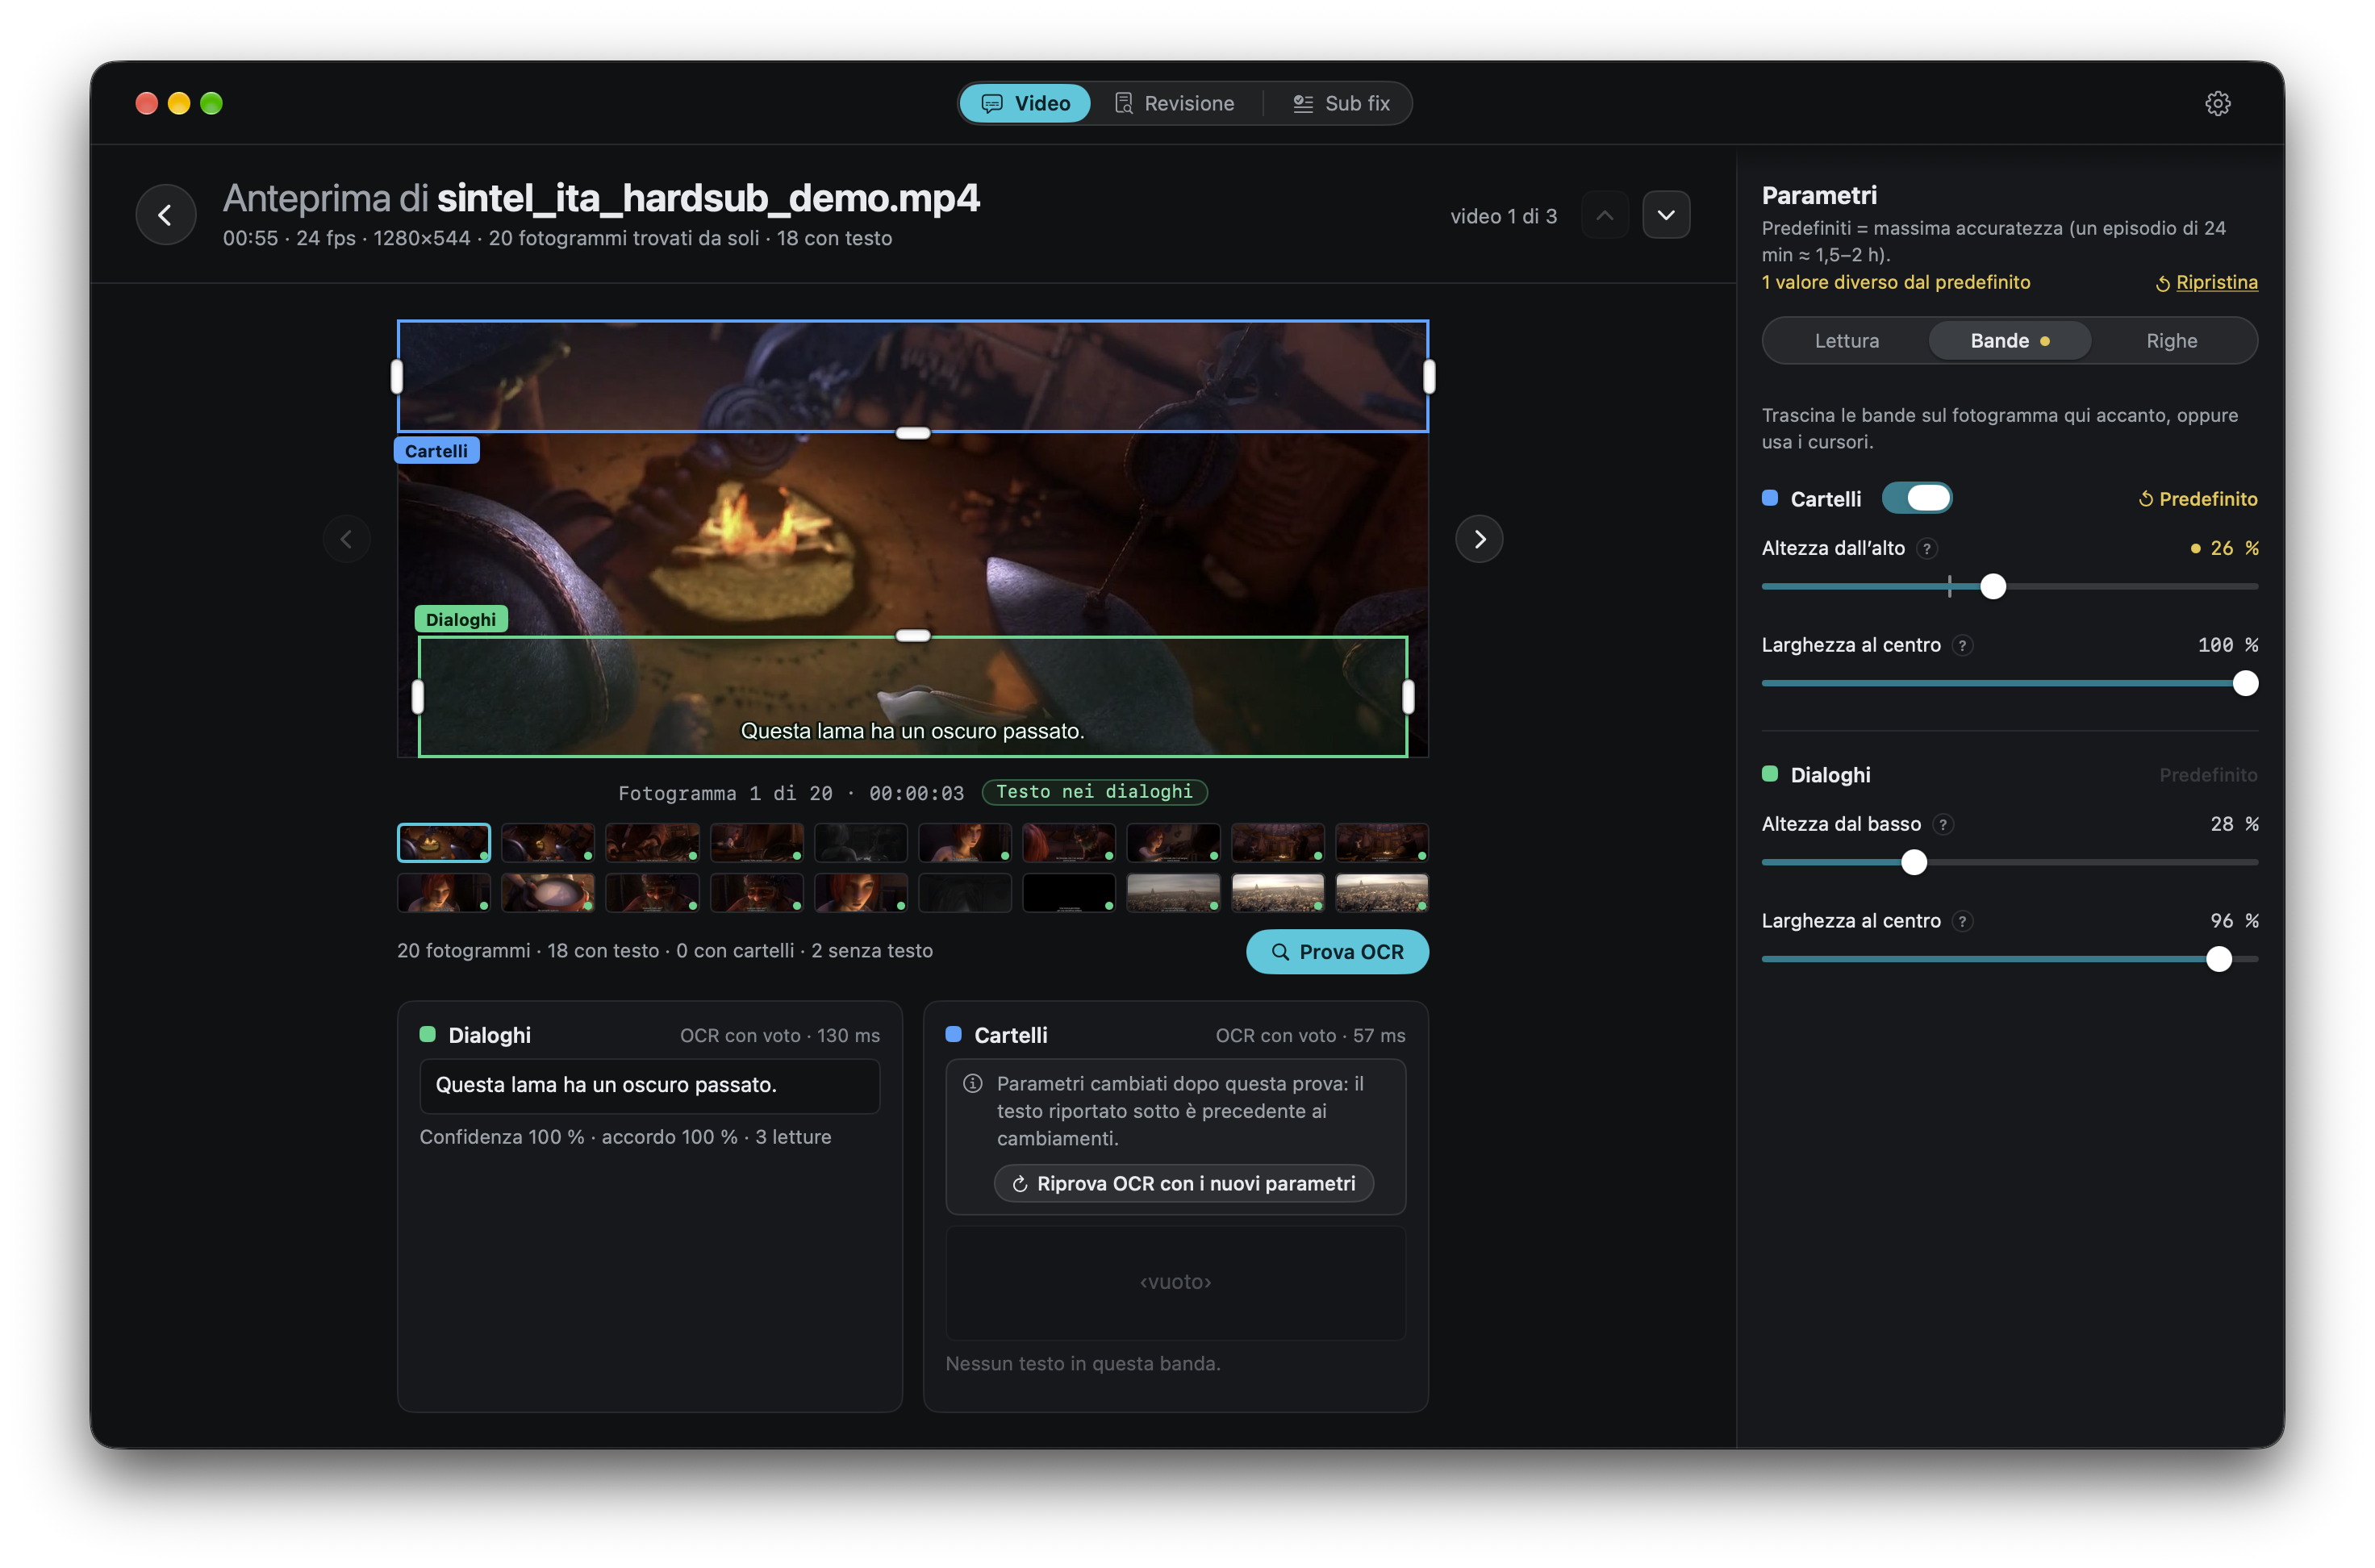 Video
Revisione
Sub fix
Anteprima di sintel_ita_hardsub_demo.mp4
00:55 · 24 fps · 1280×544 · 20 fotogrammi trovati da soli · 18 con testo
video 1 di 3
Cartelli
Dialoghi
Questa lama ha un oscuro passato.
Fotogramma 1 di 20 · 00:00:03
Testo nei dialoghi
20 fotogrammi · 18 con testo · 0 con cartelli · 2 senza testo
Prova OCR
Dialoghi
OCR con voto · 130 ms
Questa lama ha un oscuro passato.
Confidenza 100 % · accordo 100 % · 3 letture
Cartelli
OCR con voto · 57 ms
Parametri cambiati dopo questa prova: il
testo riportato sotto è precedente ai
cambiamenti.
Riprova OCR con i nuovi parametri
‹vuoto›
Nessun testo in questa banda.
Parametri
Predefiniti = massima accuratezza (un episodio di 24
min ≈ 1,5–2 h).
1 valore diverso dal predefinito
Ripristina
Lettura
Bande
Righe
Trascina le bande sul fotogramma qui accanto, oppure
usa i cursori.
Cartelli
Predefinito
Altezza dall’alto ?
26 %
Larghezza al centro ?
100 %
Dialoghi
Predefinito
Altezza dal basso ?
28 %
Larghezza al centro ?
96 %